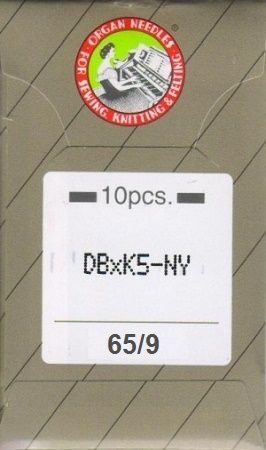 ORGAN NEEDLES ®
FOR SEWING, KNITTING & FELTING
10pcs.
DBxK5-NY
65/9